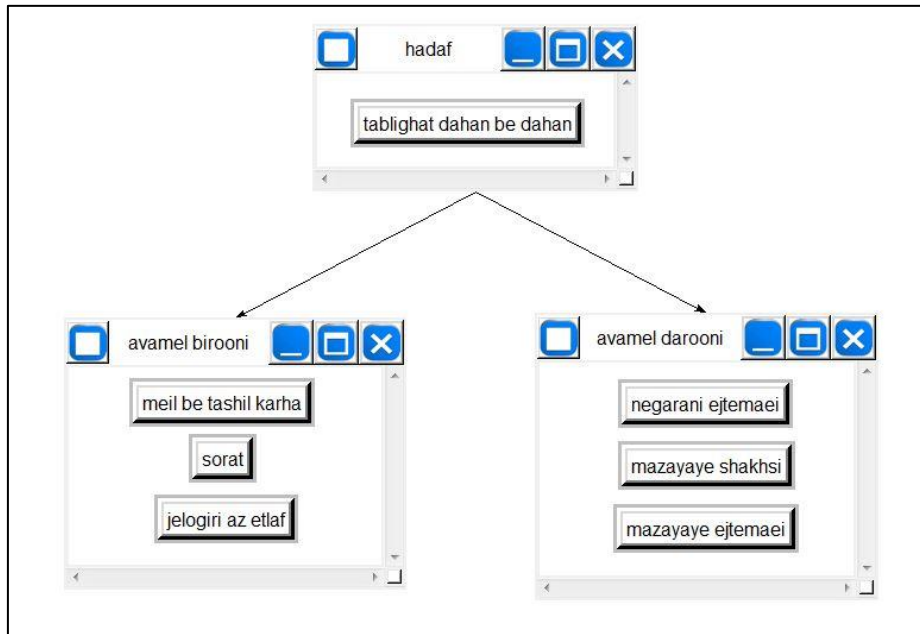 hadaf
tablighat dahan be dahan
avamel birooni
meil be tashil karha
sorat
jelogiri az etlaf
avamel darooni
negarani ejtemaei
mazayaye shakhsi
mazayaye ejtemaei